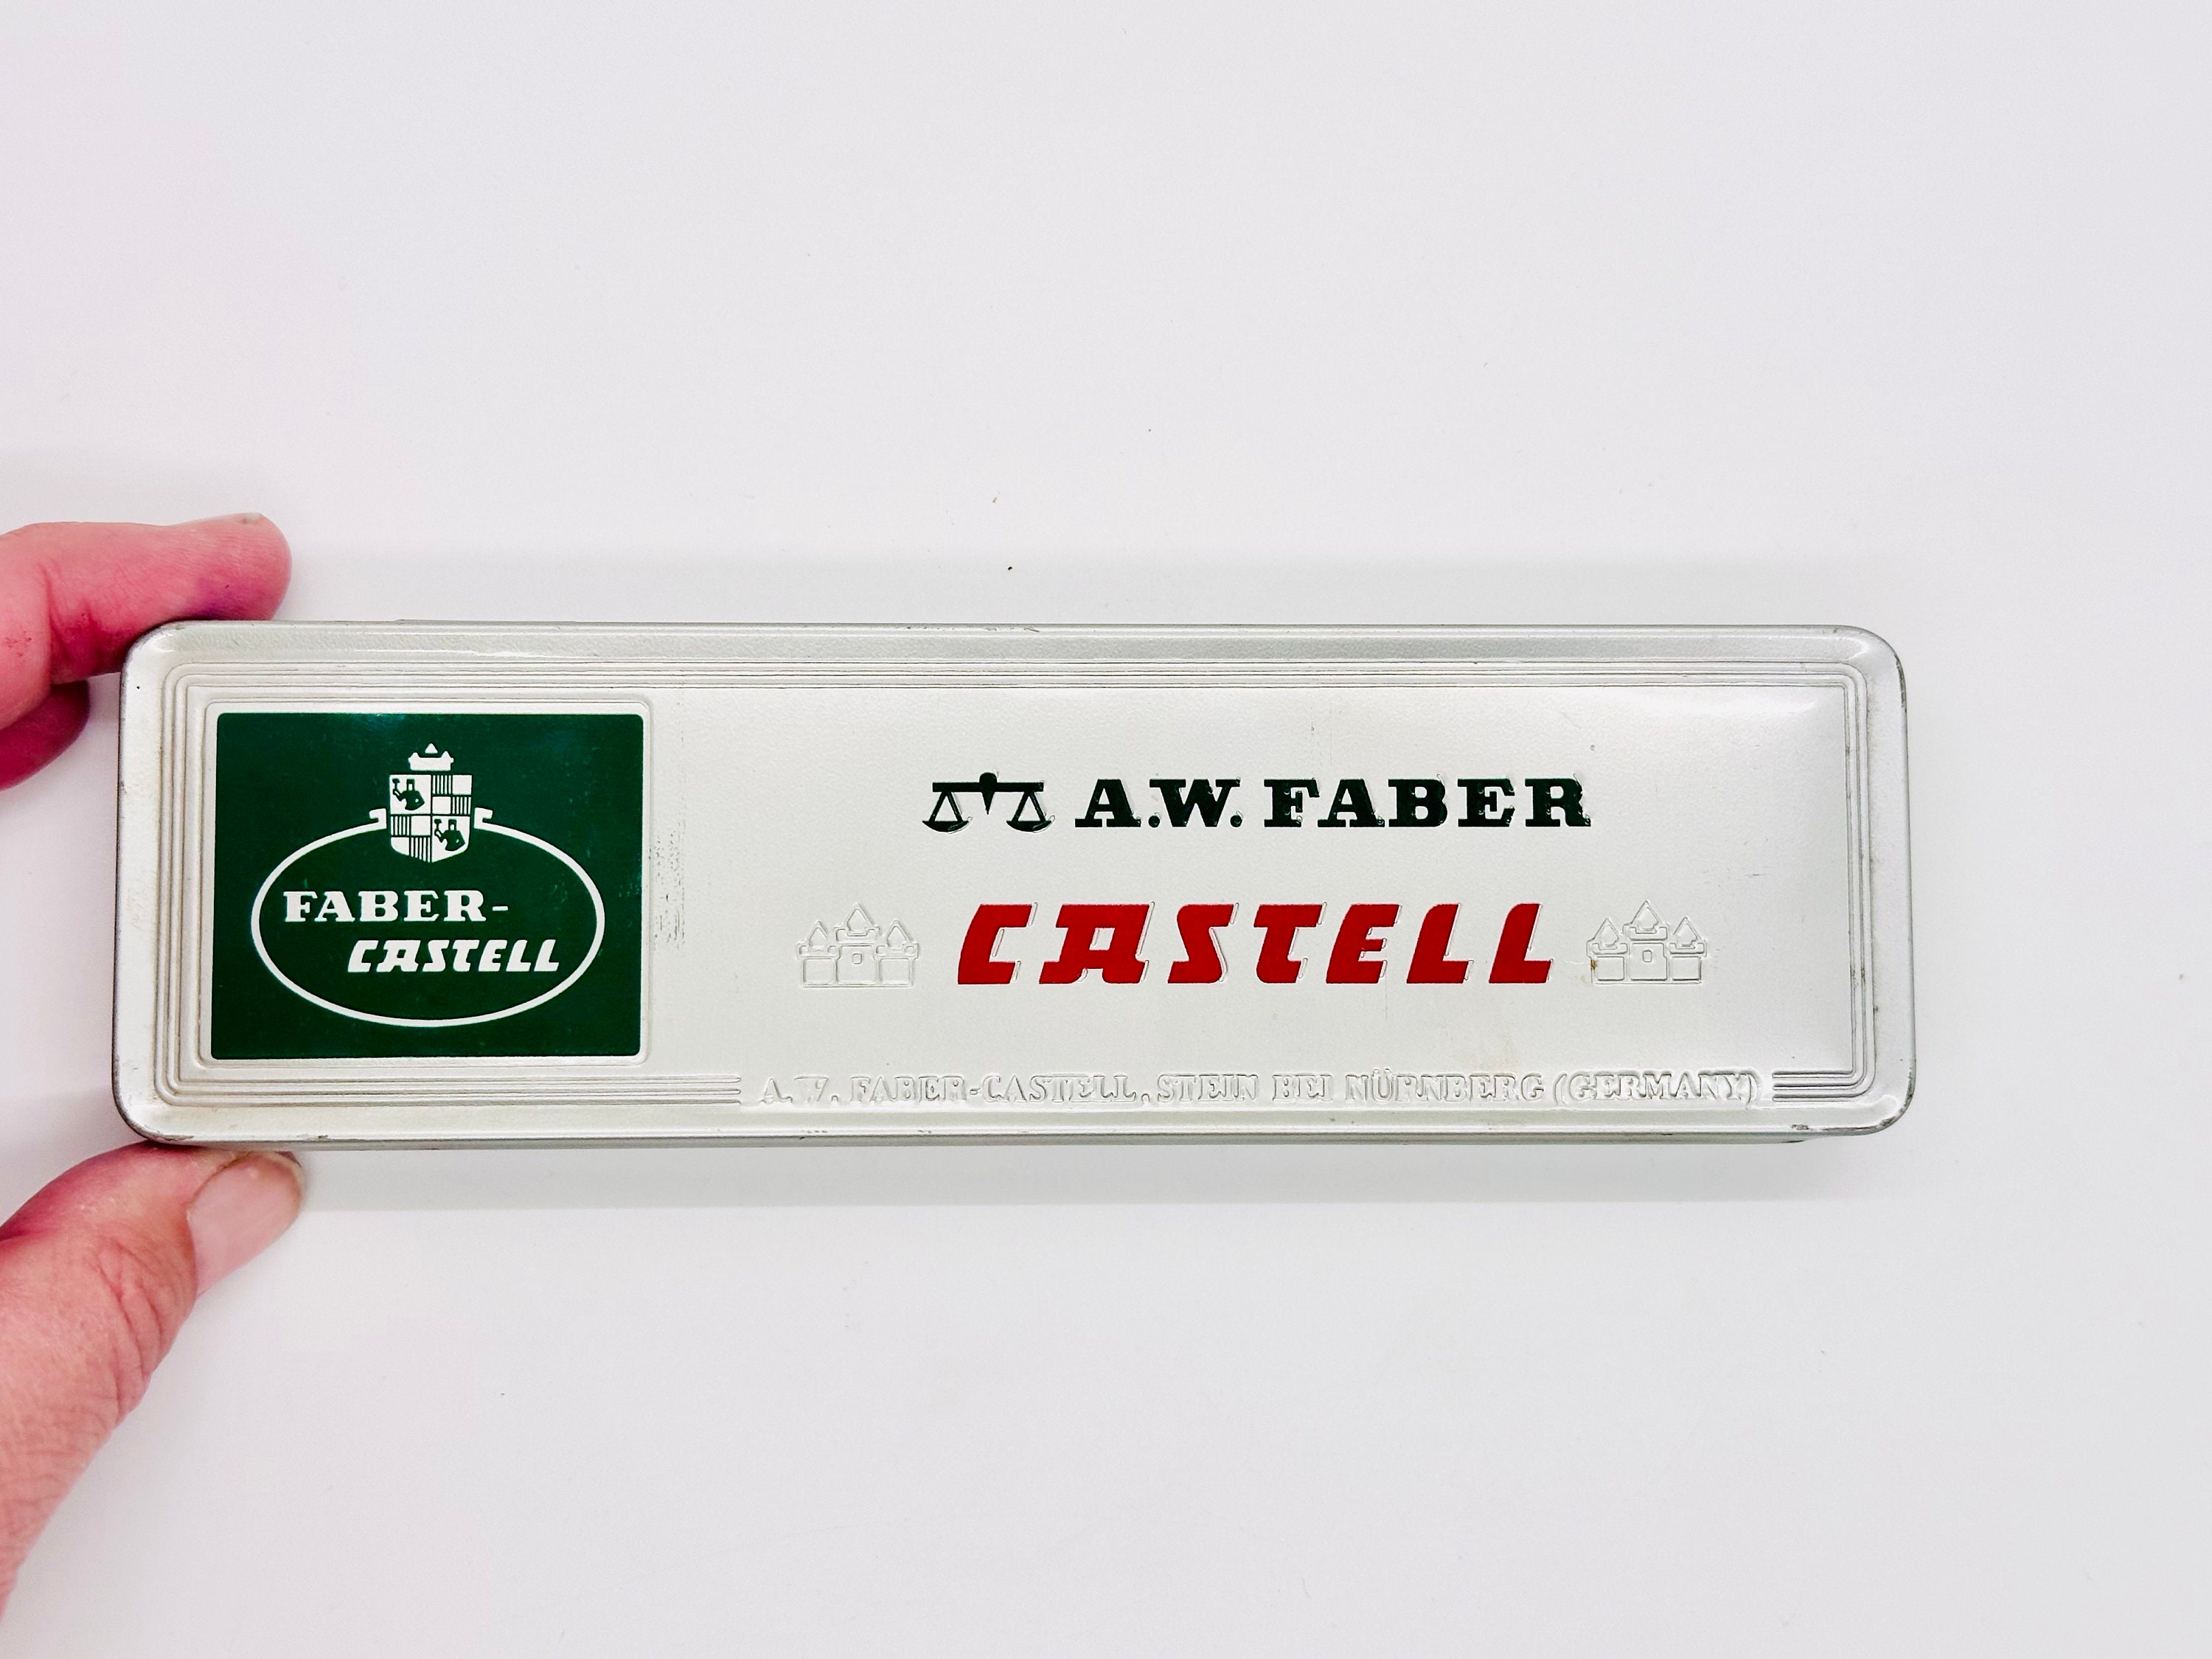 FABER-
CASTELL
A.W. FABER
CASTELL
A.W. FABER-CASTELL, STEIN BEI NÜRNBERG (GERMANY)